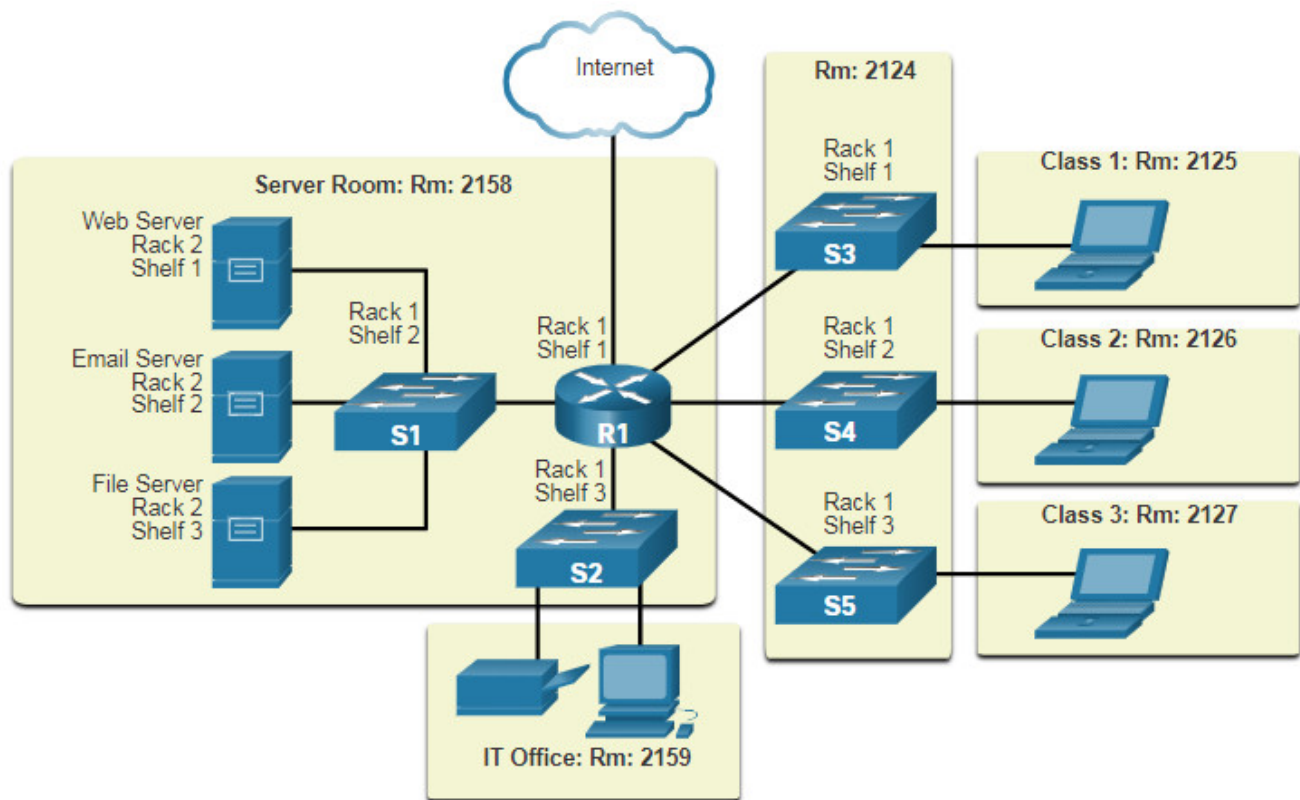 Internet
Server Room: Rm: 2158
Web Server
Rack 2
Shelf 1
Rack 1
Shelf 2
Email Server
Rack 2
Shelf 2
S1
File Server
Rack 2
Shelf 3
Rack 1
Shelf 1
R1
Rack 1
Shelf 3
S2
IT Office: Rm: 2159
Rm: 2124
Rack 1
Shelf 1
S3
Rack 1
Shelf 2
S4
Rack 1
Shelf 3
S5
Class 1: Rm: 2125
Class 2: Rm: 2126
Class 3: Rm: 2127